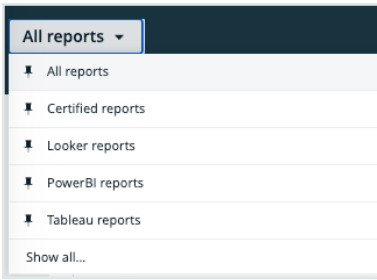 All reports
All reports
Certified reports
Looker reports
PowerBI reports
Tableau reports
Show all...